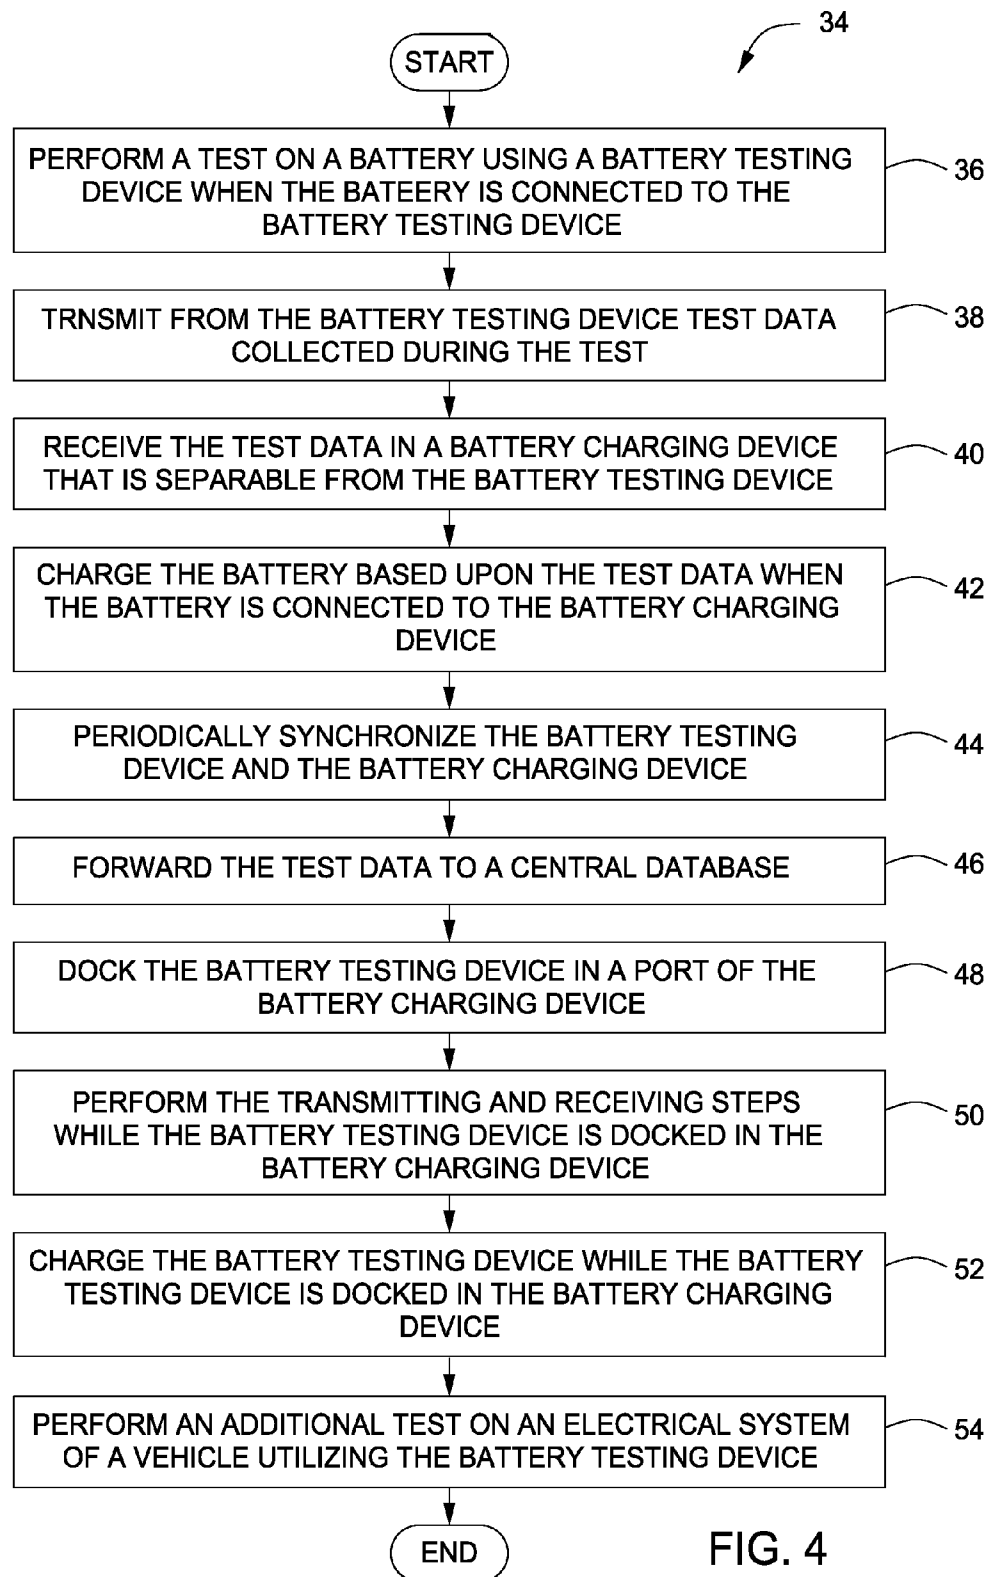 34
START
PERFORM A TEST ON A BATTERY USING A BATTERY TESTING
DEVICE WHEN THE BATEERY IS CONNECTED TO THE
BATTERY TESTING DEVICE
36
TRNSMIT FROM THE BATTERY TESTING DEVICE TEST DATA
COLLECTED DURING THE TEST
38
RECEIVE THE TEST DATA IN A BATTERY CHARGING DEVICE
THAT IS SEPARABLE FROM THE BATTERY TESTING DEVICE
40
CHARGE THE BATTERY BASED UPON THE TEST DATA WHEN
THE BATTERY IS CONNECTED TO THE BATTERY CHARGING
DEVICE
42
PERIODICALLY SYNCHRONIZE THE BATTERY TESTING
DEVICE AND THE BATTERY CHARGING DEVICE
44
FORWARD THE TEST DATA TO A CENTRAL DATABASE
46
DOCK THE BATTERY TESTING DEVICE IN A PORT OF THE
BATTERY CHARGING DEVICE
48
PERFORM THE TRANSMITTING AND RECEIVING STEPS
WHILE THE BATTERY TESTING DEVICE IS DOCKED IN THE
BATTERY CHARGING DEVICE
50
CHARGE THE BATTERY TESTING DEVICE WHILE THE BATTERY
TESTING DEVICE IS DOCKED IN THE BATTERY CHARGING
DEVICE
52
PERFORM AN ADDITIONAL TEST ON AN ELECTRICAL SYSTEM
OF A VEHICLE UTILIZING THE BATTERY TESTING DEVICE
54
END
FIG. 4